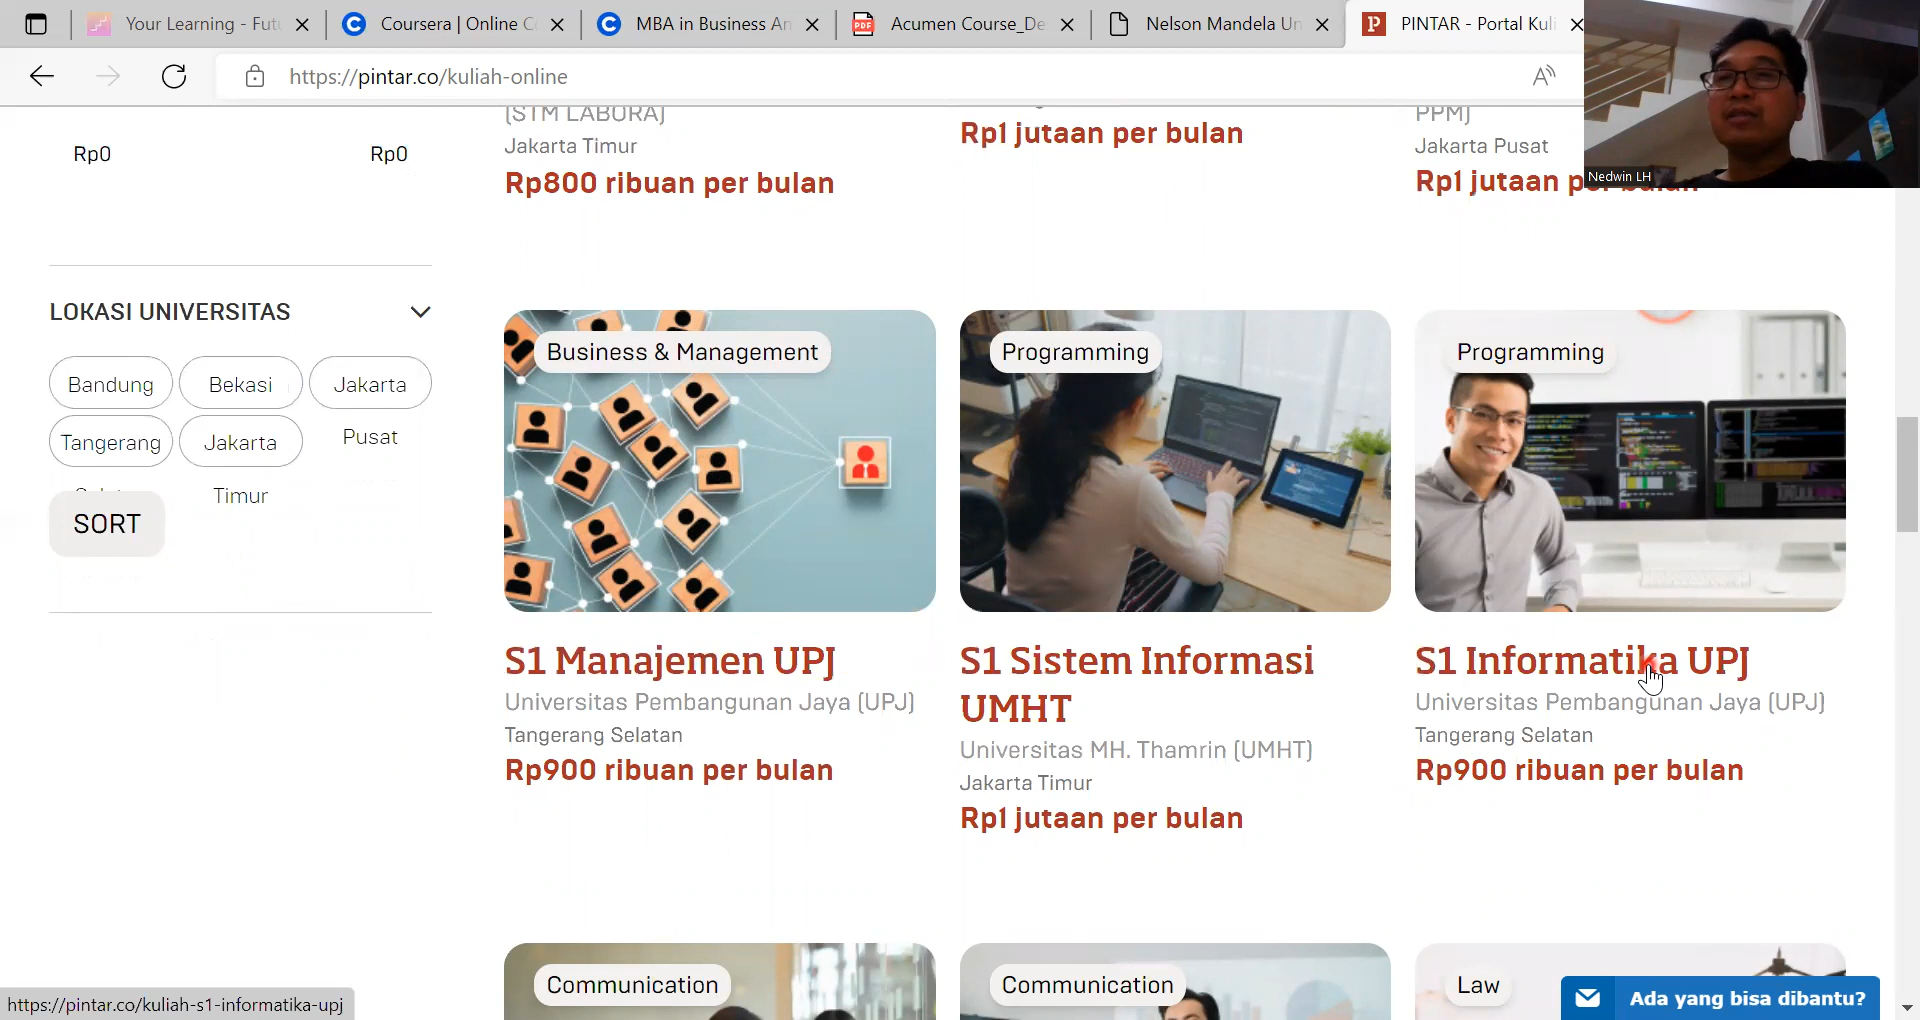 Your Learning - Fut
Coursera | Online C
MBA in Business An
Acumen Course_De
Nelson Mandela Un
PINTAR - Portal Kuli
https://pintar.co/kuliah-online
Nedwin LH
Rp0
Rp0
(STM LABORA)
Jakarta Timur
Rp800 ribuan per bulan
Rp1 jutaan per bulan
PPM)
Jakarta Pusat
Rp1 jutaan per bulan
LOKASI UNIVERSITAS
Bandung
Bekasi
Jakarta
Pusat
Tangerang
Jakarta
Timur
SORT
Business & Management
S1 Manajemen UPJ
Universitas Pembangunan Jaya (UPJ)
Tangerang Selatan
Rp900 ribuan per bulan
Programming
S1 Sistem Informasi
UMHT
Universitas MH. Thamrin (UMHT)
Jakarta Timur
Rp1 jutaan per bulan
Programming
S1 Informatika UPJ
Universitas Pembangunan Jaya (UPJ)
Tangerang Selatan
Rp900 ribuan per bulan
Communication
Communication
Law
Ada yang bisa dibantu?
https://pintar.co/kuliah-s1-informatika-upj